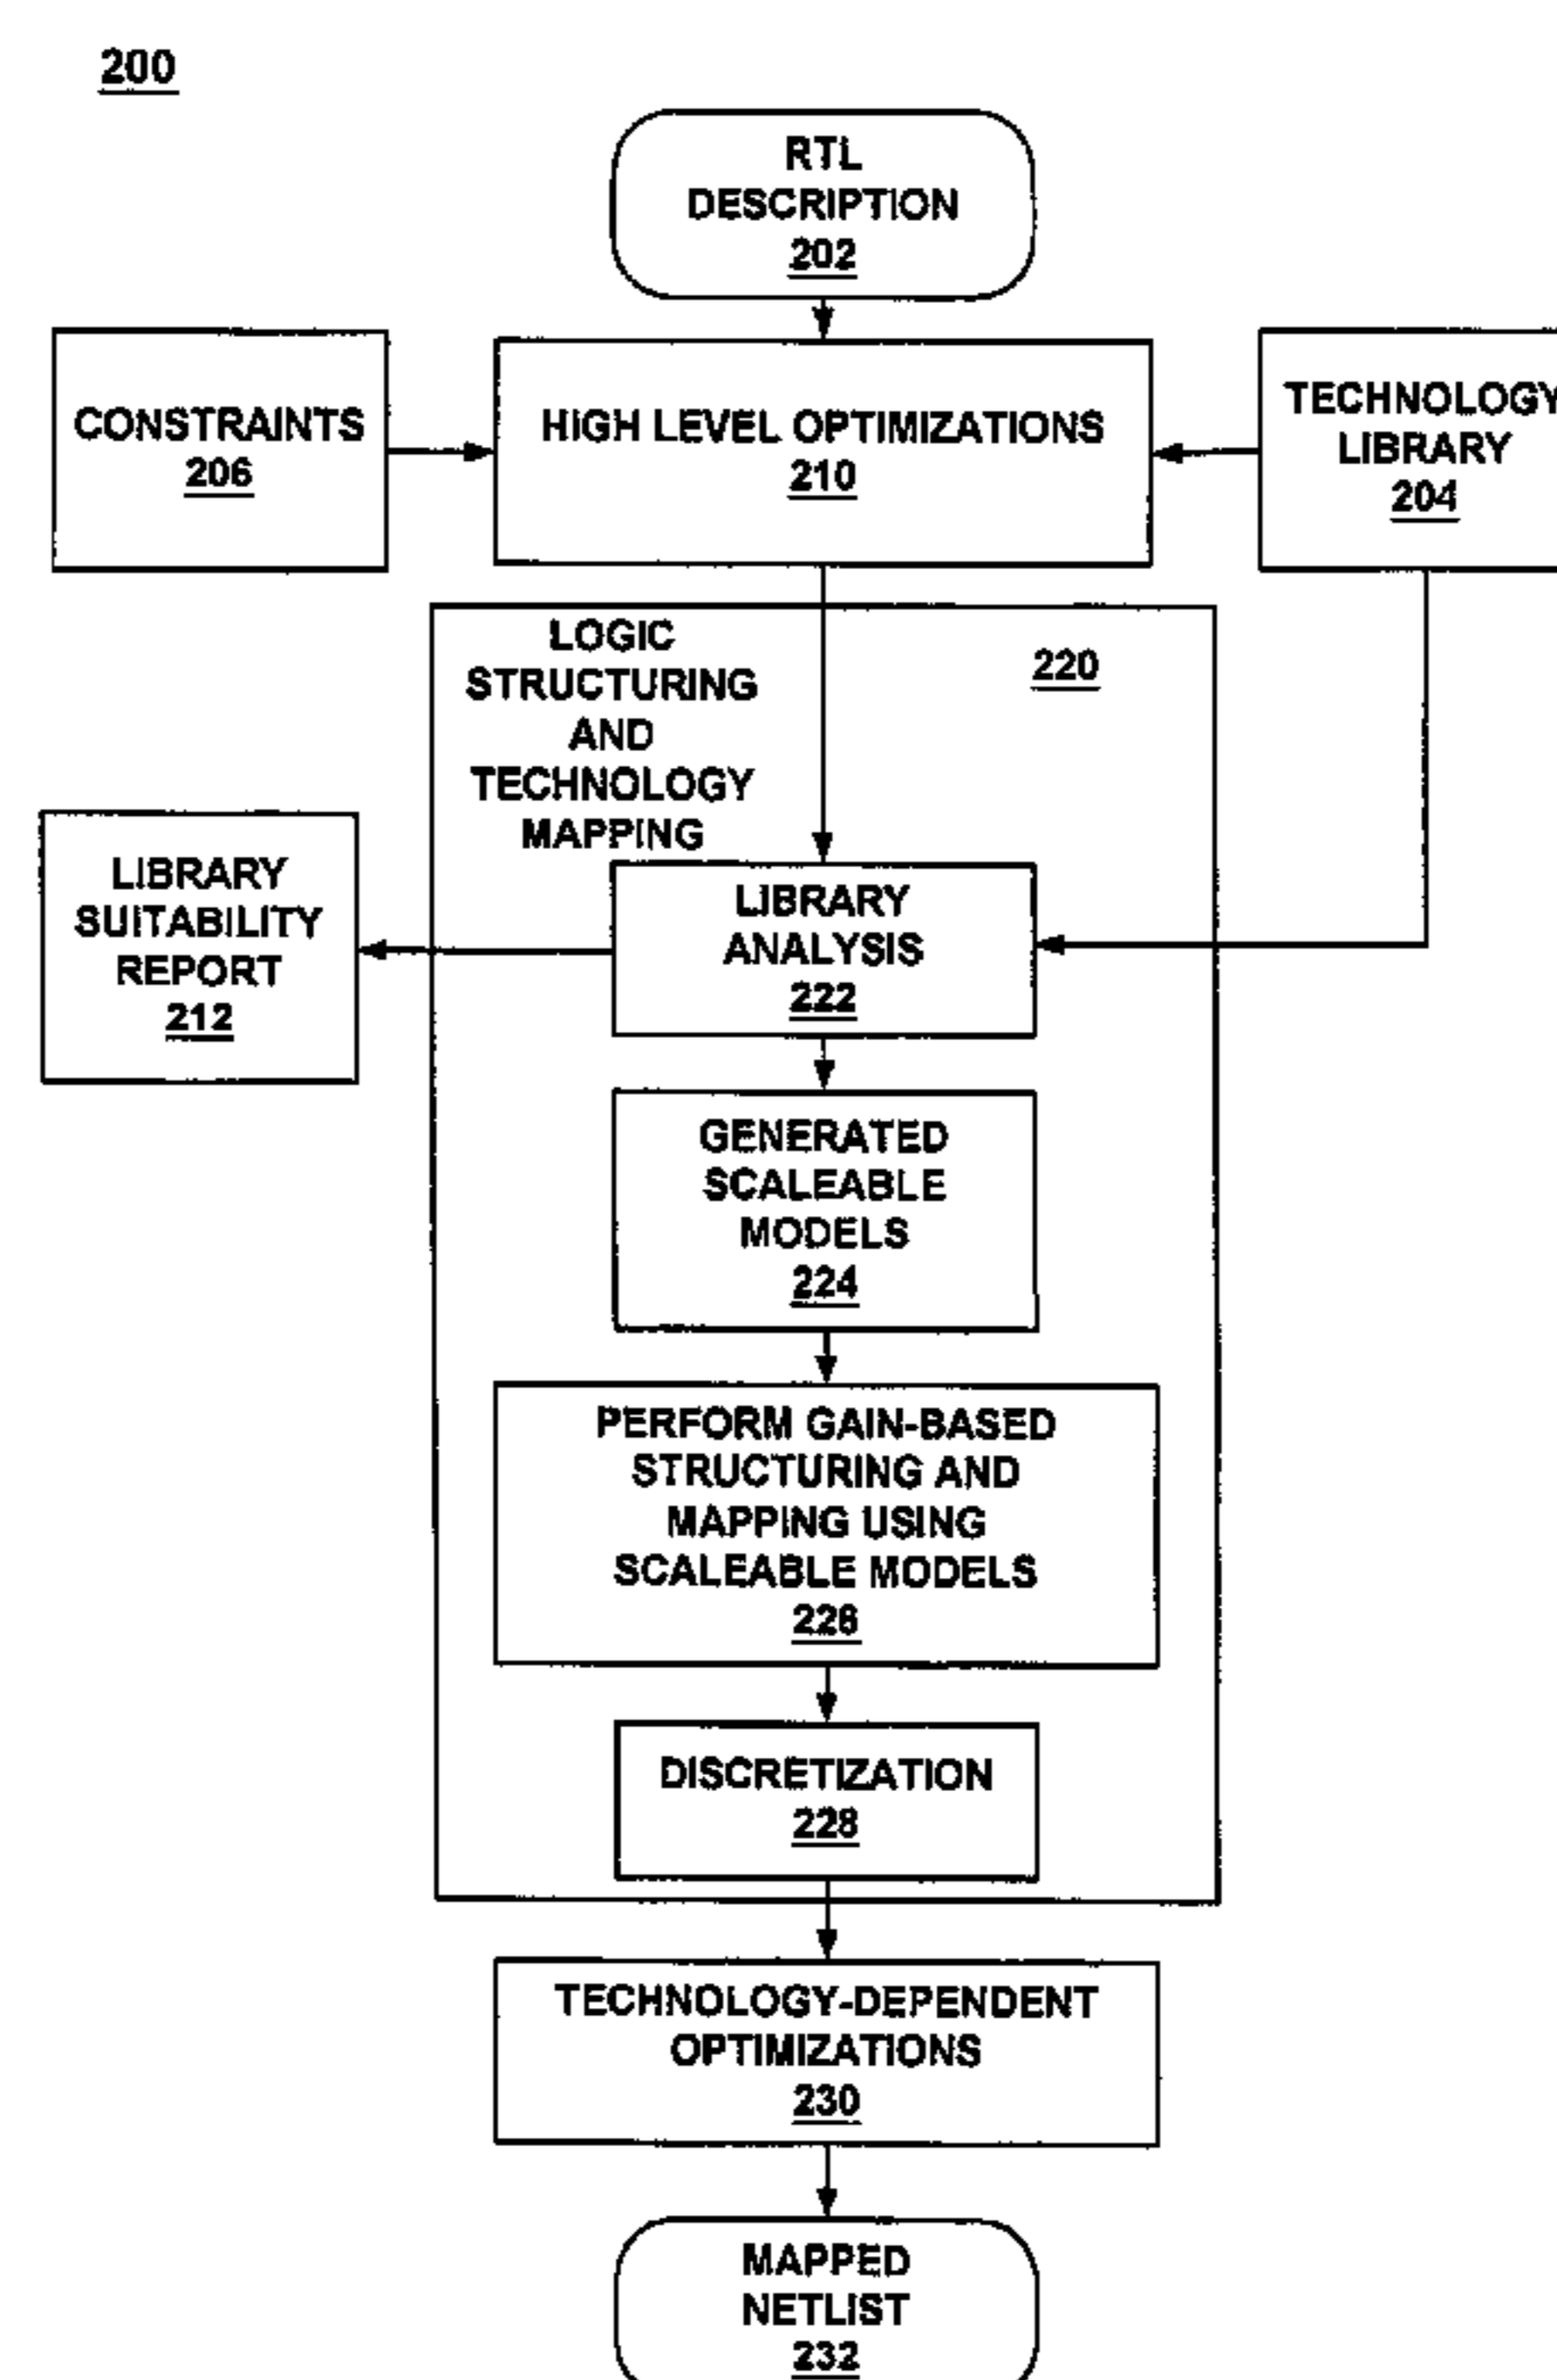 200
RTL
DESCRIPTION
202
CONSTRAINTS
206
HIGH LEVEL OPTIMIZATIONS
210
TECHNOLOGY
LIBRARY
204
LOGIC
STRUCTURING
AND
TECHNOLOGY
MAPPING
220
LIBRARY
SUITABILITY
REPORT
212
LIBRARY
ANALYSIS
222
GENERATED
SCALEABLE
MODELS
224
PERFORM GAIN-BASED
STRUCTURING AND
MAPPING USING
SCALEABLE MODELS
226
DISCRETIZATION
228
TECHNOLOGY-DEPENDENT
OPTIMIZATIONS
230
MAPPED
NETLIST
232